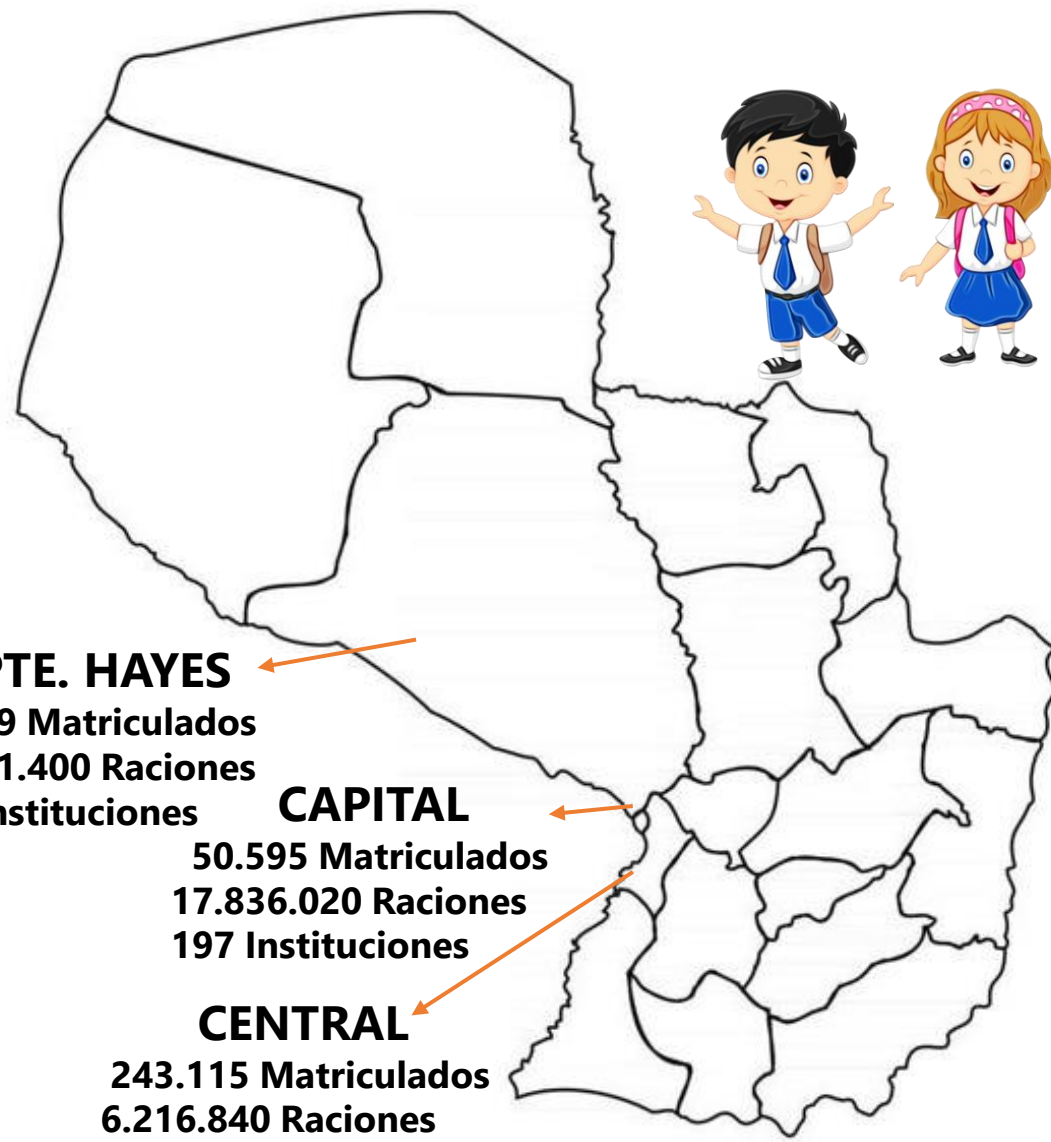 PTE. HAYES
9 Matriculados
1.400 Raciones
nstituciones
CAPITAL
50.595 Matriculados
17.836.020 Raciones
197 Instituciones
CENTRAL
243.115 Matriculados
6.216.840 Raciones